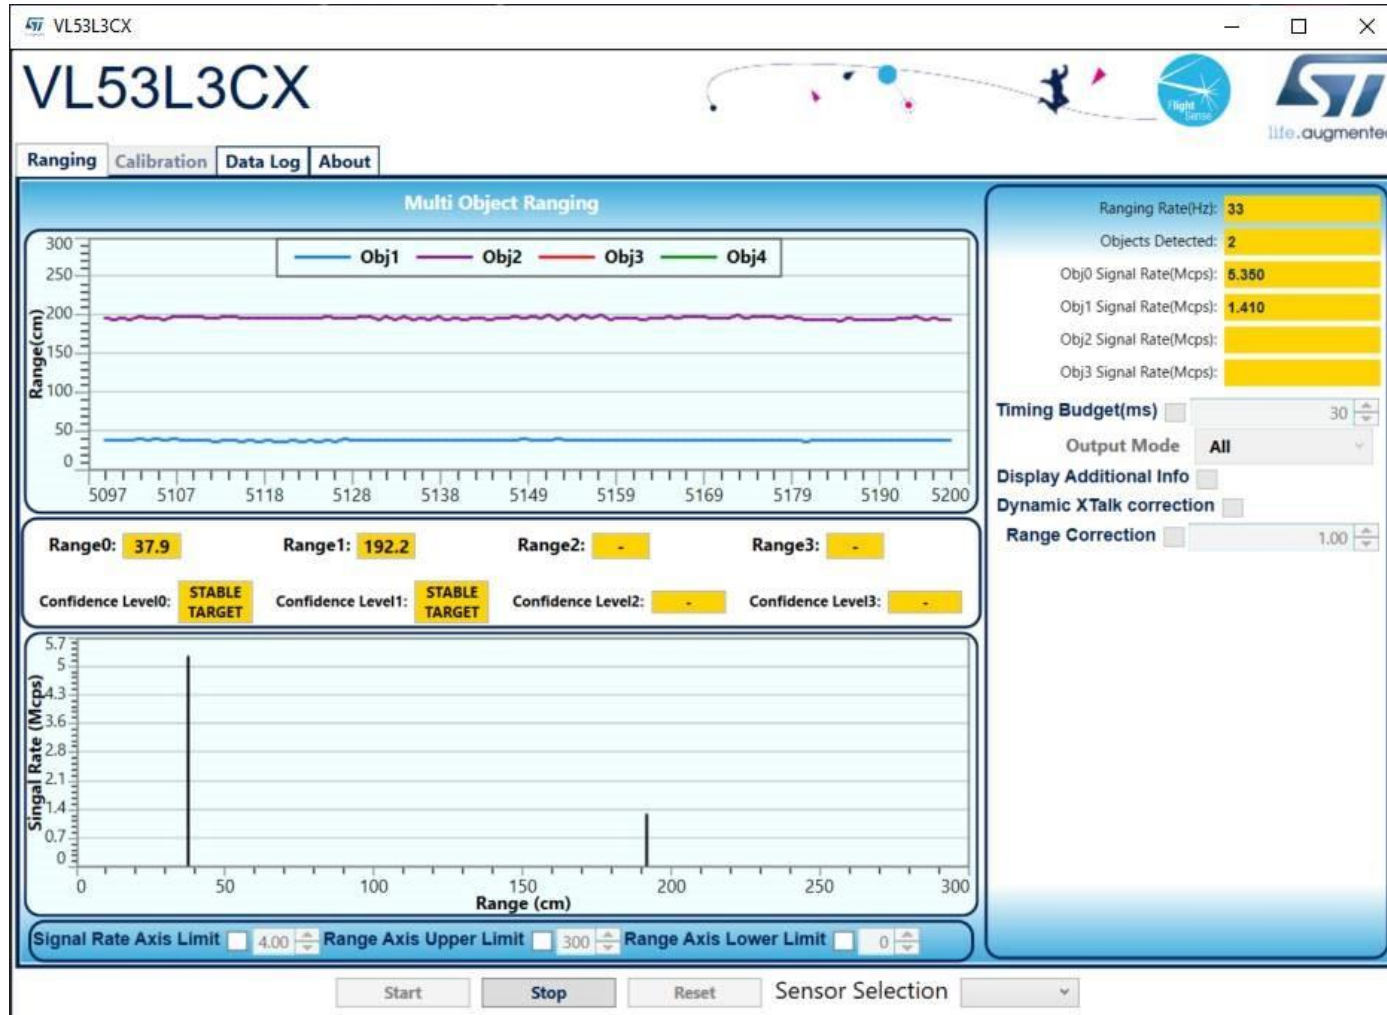 VL53L3CX
VL53L3CX
Flight
Sense
life.augmented
Ranging Calibration Data Log About
Multi Object Ranging
Obj1 Obj2 Obj3 Obj4
Range(cm)
300
250
200
150
100
50
0
5097 5107 5118 5128 5138 5149 5159 5169 5179 5190 5200
Range0: 37.9 Range1: 192.2 Range2: - Range3: -
Confidence Level0: STABLE TARGET Confidence Level1: STABLE TARGET Confidence Level2: - Confidence Level3: -
Singal Rate (Mcps)
5.7
5
4.3
3.6
2.8
2.1
1.4
0.7
0
0 50 100 150 200 250 300
Range (cm)
Signal Rate Axis Limit 4.00 Range Axis Upper Limit 300 Range Axis Lower Limit 0
Ranging Rate(Hz): 33
Objects Detected: 2
Obj0 Signal Rate(Mcps): 5.350
Obj1 Signal Rate(Mcps): 1.410
Obj2 Signal Rate(Mcps):
Obj3 Signal Rate(Mcps):
Timing Budget(ms) 30
Output Mode All
Display Additional Info
Dynamic XTalk correction
Range Correction 1.00
Start Stop Reset Sensor Selection